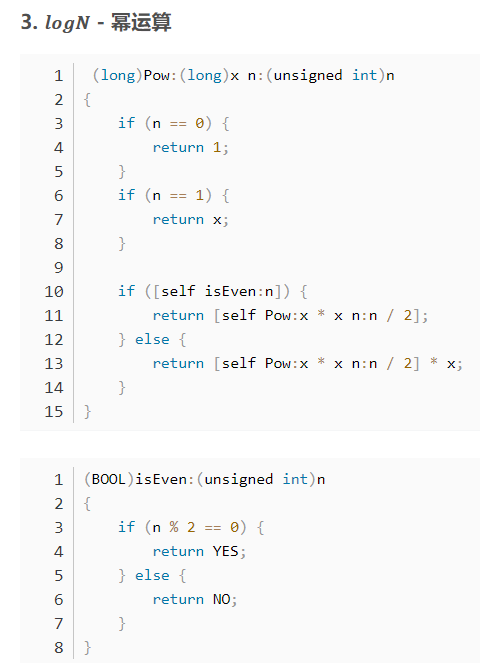 3. logN - 幂运算
1 (long)Pow:(long)x n:(unsigned int)n
2 {
3     if (n == 0) {
4         return 1;
5     }
6     if (n == 1) {
7         return x;
8     }
9
10     if ([self isEven:n]) {
11         return [self Pow:x * x n:n / 2];
12     } else {
13         return [self Pow:x * x n:n / 2] * x;
14     }
15 }
1 (BOOL)isEven:(unsigned int)n
2 {
3     if (n % 2 == 0) {
4         return YES;
5     } else {
6         return NO;
7     }
8 }